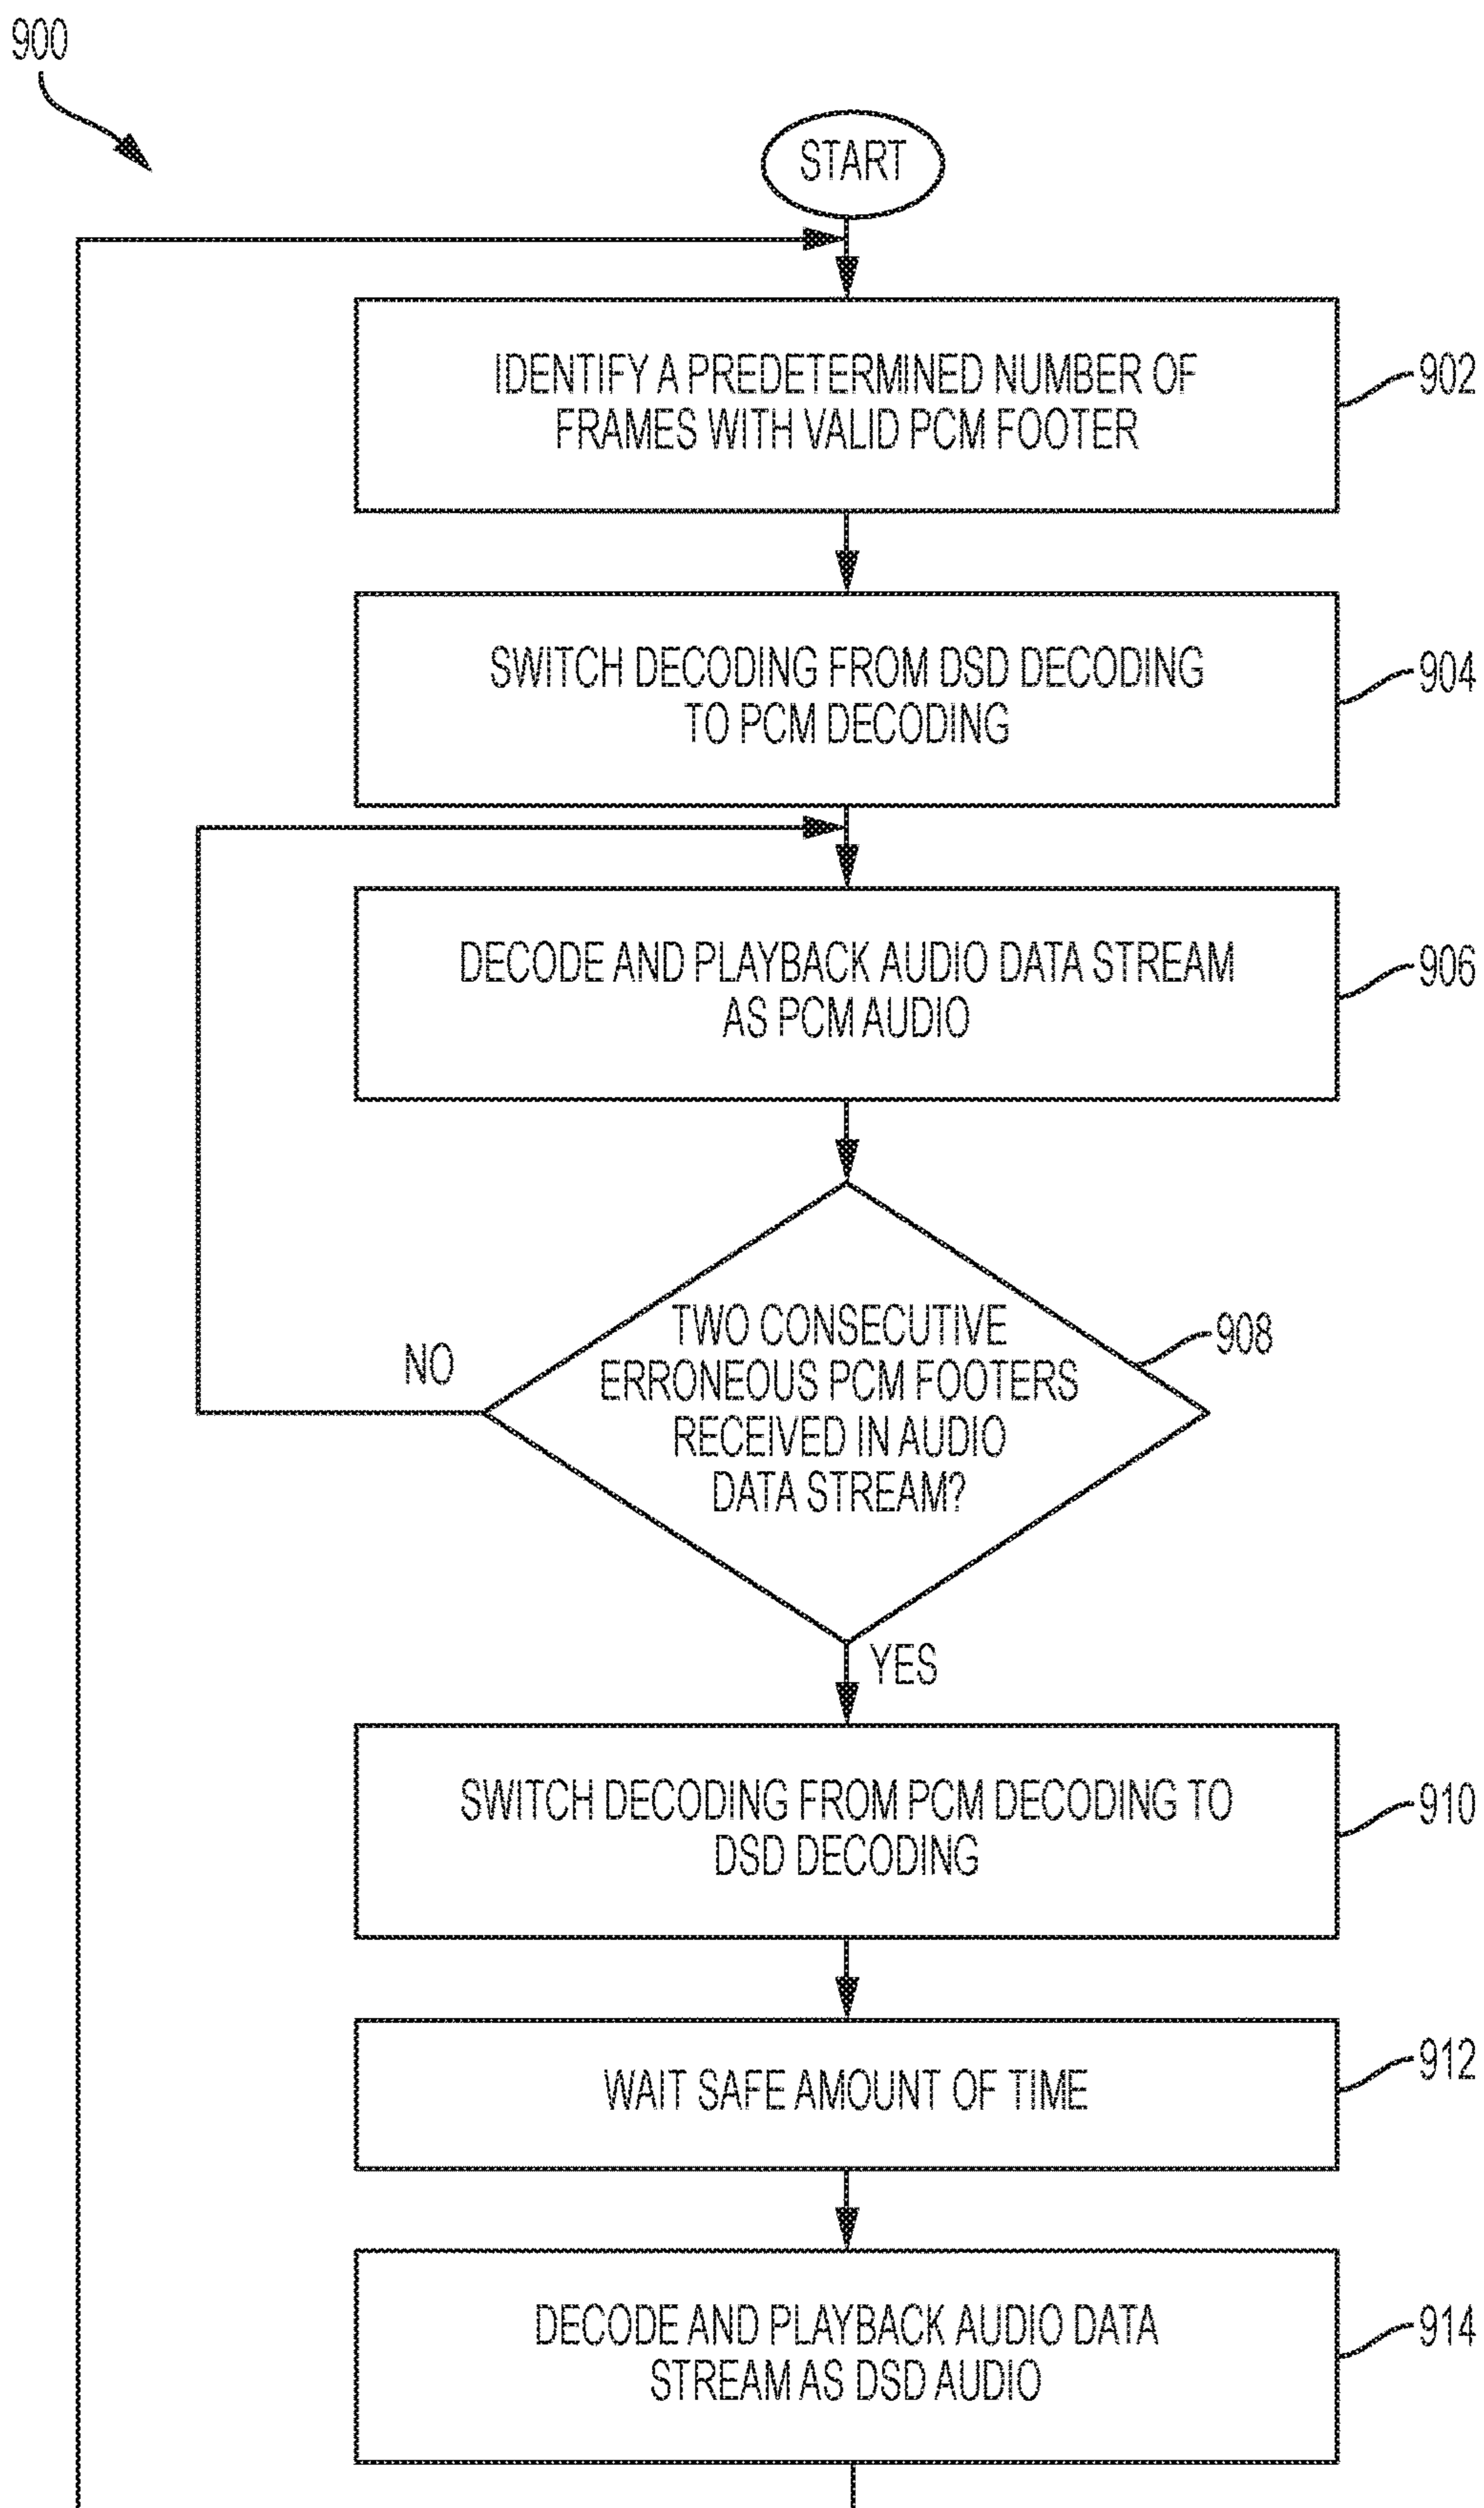 900
START
IDENTIFY A PREDETERMINED NUMBER OF
FRAMES WITH VALID PCM FOOTER
902
SWITCH DECODING FROM DSD DECODING
TO PCM DECODING
904
DECODE AND PLAYBACK AUDIO DATA STREAM
AS PCM AUDIO
906
TWO CONSECUTIVE
ERRONEOUS PCM FOOTERS
RECEIVED IN AUDIO
DATA STREAM?
908
NO
YES
SWITCH DECODING FROM PCM DECODING TO
DSD DECODING
910
WAIT SAFE AMOUNT OF TIME
912
DECODE AND PLAYBACK AUDIO DATA
STREAM AS DSD AUDIO
914